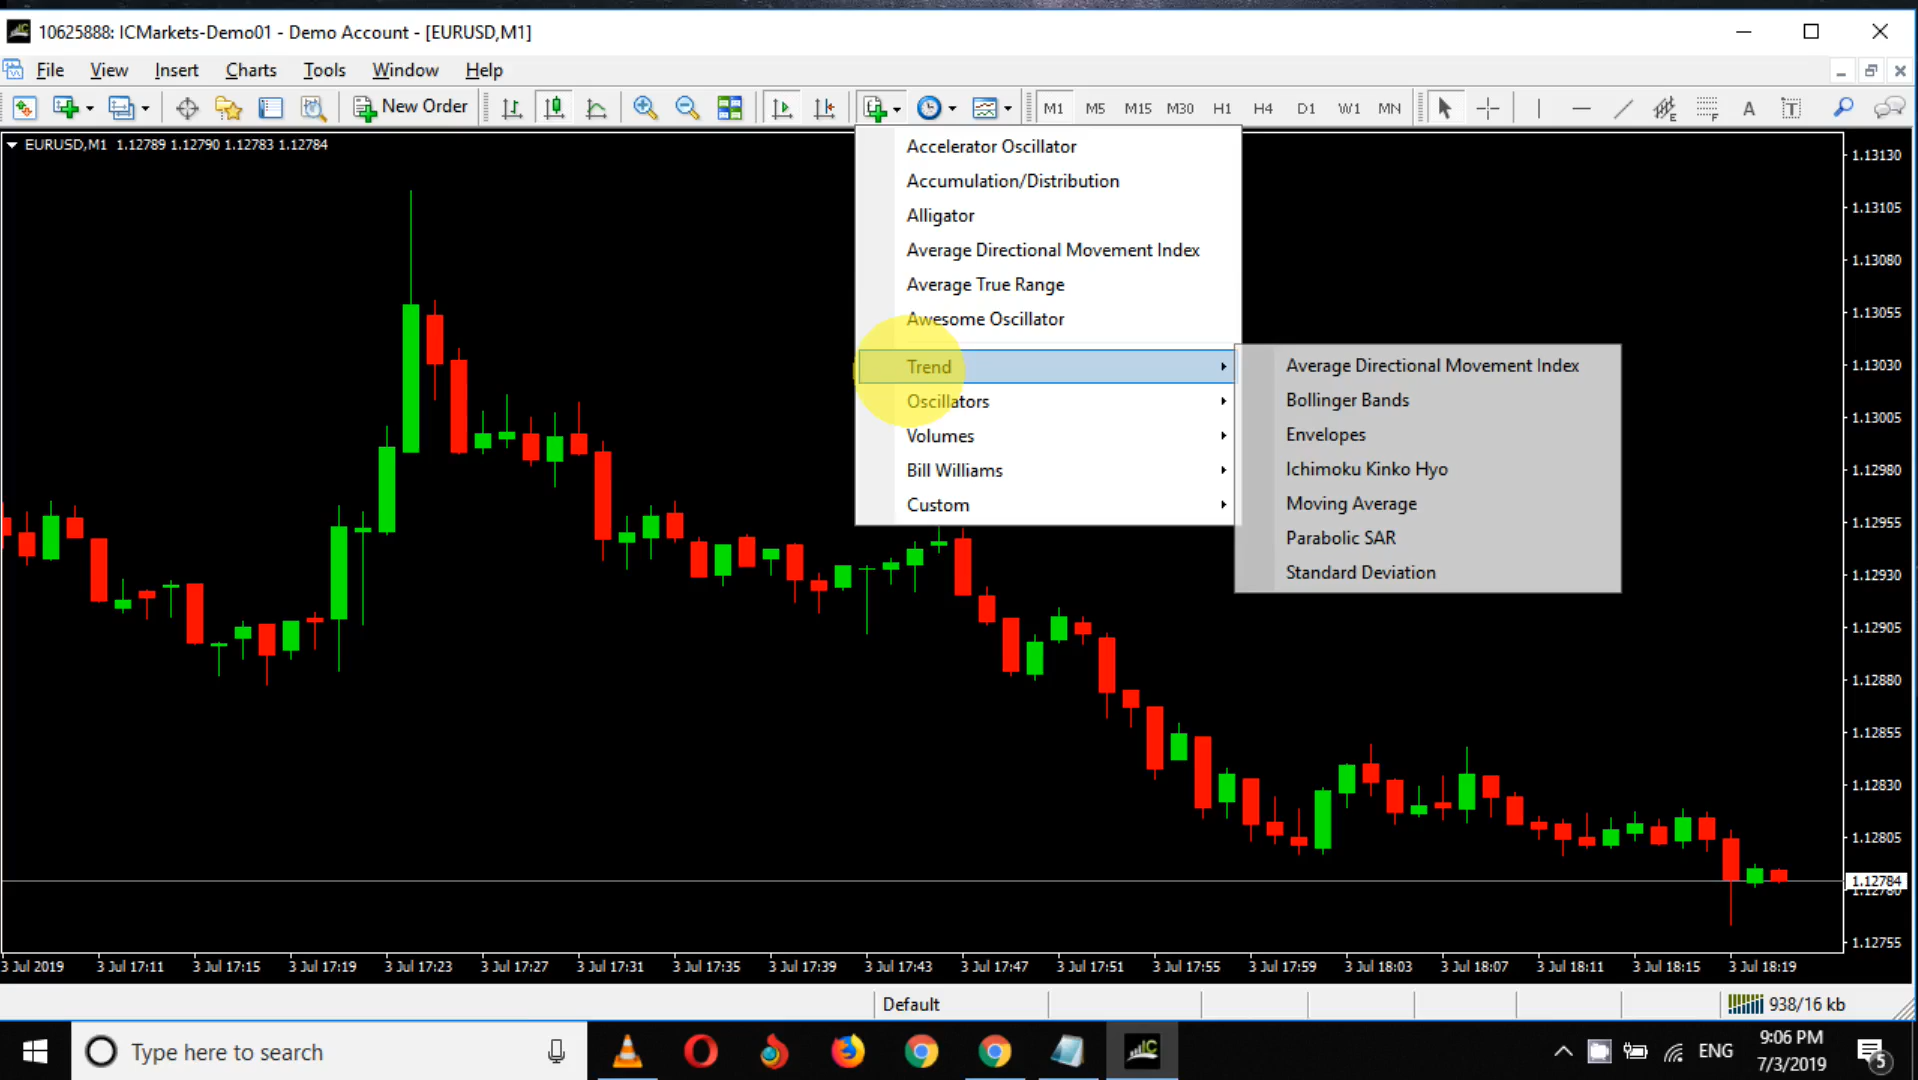 10625888: ICMarkets-Demo01 - Demo Account - [EURUSD,M1]
File View Insert Charts Tools Window Help
New Order M1 M5 M15 M30 H1 H4 D1 W1 MN A T
EURUSD,M1 1.12789 1.12790 1.12783 1.12784
Accelerator Oscillator
Accumulation/Distribution
Alligator
Average Directional Movement Index
Average True Range
Awesome Oscillator
Trend
Oscillators
Volumes
Bill Williams
Custom
Average Directional Movement Index
Bollinger Bands
Envelopes
Ichimoku Kinko Hyo
Moving Average
Parabolic SAR
Standard Deviation
1.13130
1.13105
1.13080
1.13055
1.13030
1.13005
1.12980
1.12955
1.12930
1.12905
1.12880
1.12855
1.12830
1.12805
1.12784
1.12780
1.12755
3 Jul 2019 3 Jul 17:11 3 Jul 17:15 3 Jul 17:19 3 Jul 17:23 3 Jul 17:27 3 Jul 17:31 3 Jul 17:35 3 Jul 17:39 3 Jul 17:43 3 Jul 17:47 3 Jul 17:51 3 Jul 17:55 3 Jul 17:59 3 Jul 18:03 3 Jul 18:07 3 Jul 18:11 3 Jul 18:15 3 Jul 18:19
Default 938/16 kb
Type here to search IC ENG 9:06 PM
7/3/2019 5